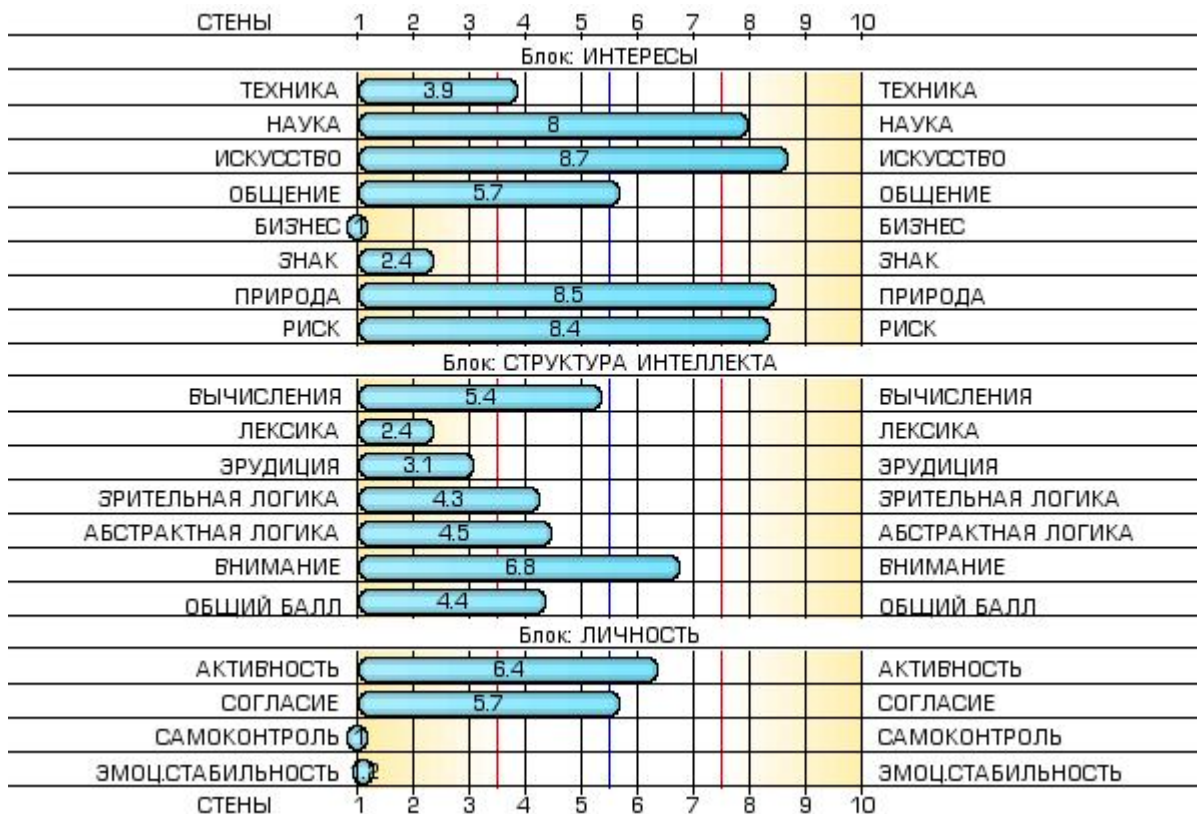 СТЕНЫ 1 2 3 4 5 6 7 8 9 10
Блок: ИНТЕРЕСЫ
ТЕХНИКА 3.9 ТЕХНИКА
НАУКА 8 НАУКА
ИСКУССТВО 8.7 ИСКУССТВО
ОБЩЕНИЕ 5.7 ОБЩЕНИЕ
БИЗНЕС 1 БИЗНЕС
ЗНАК 2.4 ЗНАК
ПРИРОДА 8.5 ПРИРОДА
РИСК 8.4 РИСК
Блок: СТРУКТУРА ИНТЕЛЛЕКТА
ВЫЧИСЛЕНИЯ 5.4 ВЫЧИСЛЕНИЯ
ЛЕКСИКА 2.4 ЛЕКСИКА
ЭРУДИЦИЯ 3.1 ЭРУДИЦИЯ
ЗРИТЕЛЬНАЯ ЛОГИКА 4.3 ЗРИТЕЛЬНАЯ ЛОГИКА
АБСТРАКТНАЯ ЛОГИКА 4.5 АБСТРАКТНАЯ ЛОГИКА
ВНИМАНИЕ 6.8 ВНИМАНИЕ
ОБЩИЙ БАЛЛ 4.4 ОБЩИЙ БАЛЛ
Блок: ЛИЧНОСТЬ
АКТИВНОСТЬ 6.4 АКТИВНОСТЬ
СОГЛАСИЕ 5.7 СОГЛАСИЕ
САМОКОНТРОЛЬ 1 САМОКОНТРОЛЬ
ЭМОЦ.СТАБИЛЬНОСТЬ ЭМОЦ.СТАБИЛЬНОСТЬ
СТЕНЫ 1 2 3 4 5 6 7 8 9 10